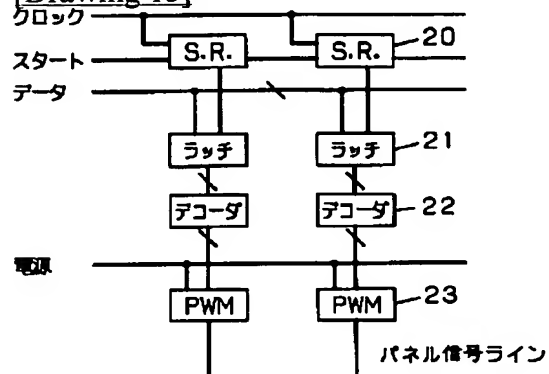 [Drawing 10]
クロック
S.R. S.R. 20
スタート
データ
ラッチ ラッチ 21
デコーダ デコーダ 22
電源
PWM PWM 23
パネル信号ライン